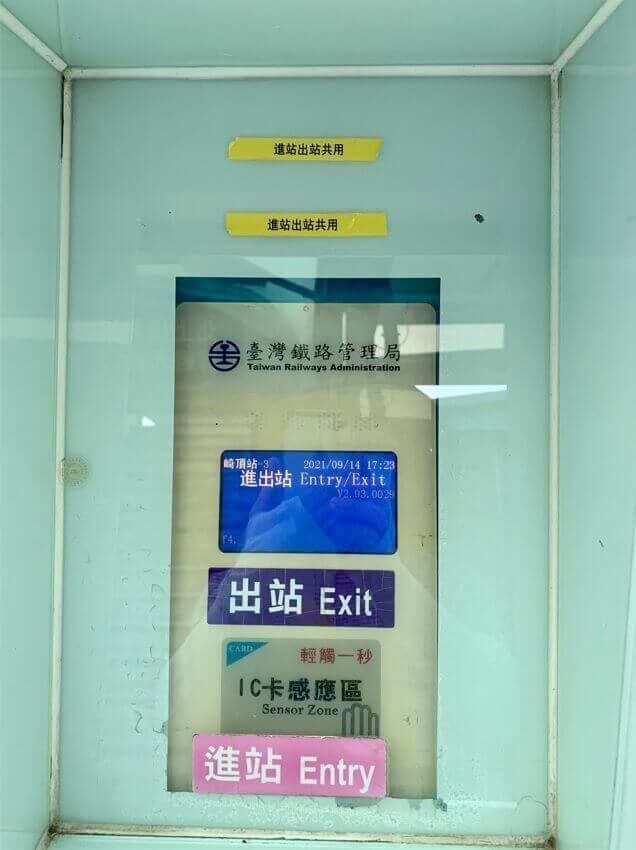 進站出站共用
進站出站共用
臺灣鐵路管理局
Taiwan Railways Administration
崎頂站-3 2021/09/14 17:23
進出站 Entry/Exit
V2.03.0029
f4.
出站 Exit
CARD
輕觸一秒
IC卡感應區
Sensor Zone
進站 Entry